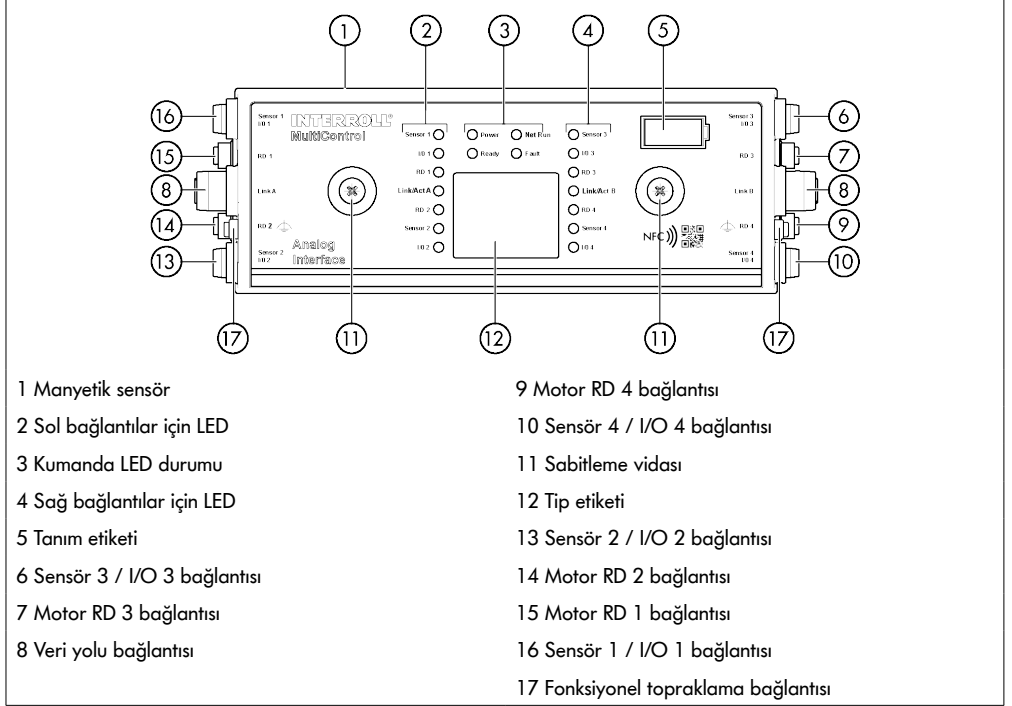 1 2 3 4 5
16 15 8 14 13
Sensor 1
I/O 1
INTERROLL®
MultiControl
RD 1
Link A
RD 2
Sensor 2
I/O 2
Analog
Interface
Sensor 1
I/O 1
RD 1
Link/Act A
RD 2
Sensor 2
I/O 2
Power Net Run
Ready Fault
Sensor 3
I/O 3
RD 3
Link/Act B
RD 4
Sensor 4
I/O 4
NFC
Sensor 3
I/O 3
RD 3
Link B
RD 4
Sensor 4
I/O 4
6 7 8 9 10
17 11 12 11 17
1 Manyetik sensör
2 Sol bağlantılar için LED
3 Kumanda LED durumu
4 Sağ bağlantılar için LED
5 Tanım etiketi
6 Sensör 3 / I/O 3 bağlantısı
7 Motor RD 3 bağlantısı
8 Veri yolu bağlantısı
9 Motor RD 4 bağlantısı
10 Sensör 4 / I/O 4 bağlantısı
11 Sabitleme vidası
12 Tip etiketi
13 Sensör 2 / I/O 2 bağlantısı
14 Motor RD 2 bağlantısı
15 Motor RD 1 bağlantısı
16 Sensör 1 / I/O 1 bağlantısı
17 Fonksiyonel topraklama bağlantısı